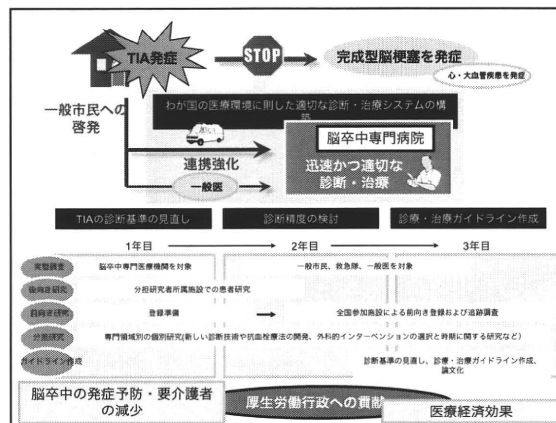 TIA発症
STOP
完成型脳梗塞を発症
心・大血管疾患を発症
一般市民への
啓発
わが国の医療環境に則した適切な診断・治療システムの構
築
脳卒中専門病院
連携強化
迅速かつ適切な
診断・治療
一般医
TIAの診断基準の見直し
診断精度の検討
診療・治療ガイドライン作成
1年目
2年目
3年目
実態調査
脳卒中専門医療機関を対象
一般市民、救急隊、一般医を対象
後向き研究
分担研究者所属施設での患者研究
前向き研究
登録準備
全国参加施設による前向き登録および追跡調査
分担研究
専門領域別の個別研究(新しい診断技術や抗血栓療法の開発、外科的インターベンションの選択と時期に関する研究など)
ガイドライン作成
診断基準の見直し、診療・治療ガイドライン作成、
論文化
脳卒中の発症予防・要介護者
の減少
厚生労働行政への貢献
医療経済効果